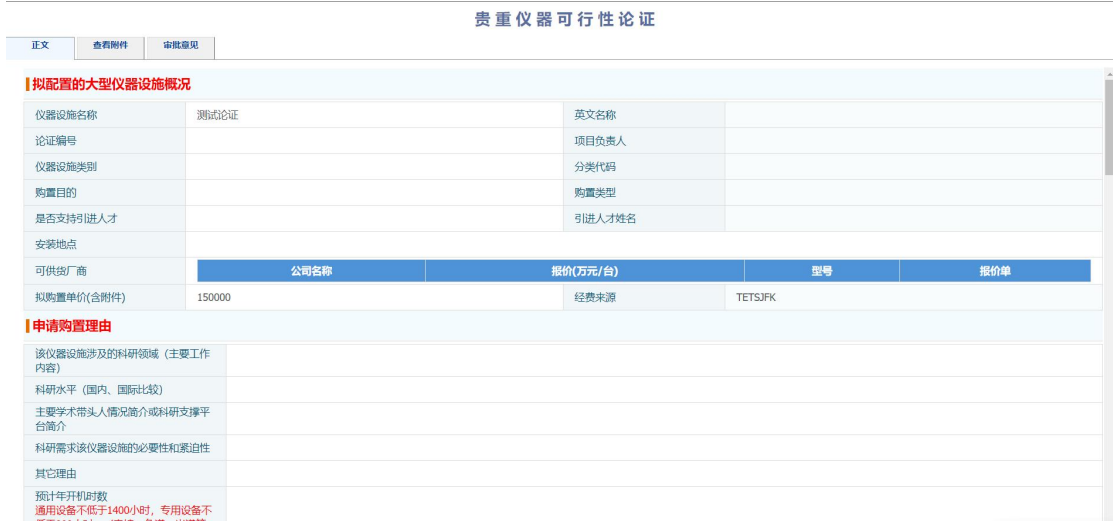 贵重仪器可行性论证
正文 查看附件 审批意见
拟配置的大型仪器设施概况
仪器设施名称 测试论证 英文名称
论证编号 项目负责人
仪器设施类别 分类代码
购置目的 购置类型
是否支持引进人才 引进人才姓名
安装地点
可供货厂商 公司名称 报价(万元/台) 型号 报价单
拟购置单价(含附件) 150000 经费来源 TETSJFK
申请购置理由
该仪器设施涉及的科研领域（主要工作
内容）
科研水平（国内、国际比较）
主要学术带头人情况简介或科研支撑平
台简介
科研需求该仪器设施的必要性和紧迫性
其它理由
预计年开机时数
通用设备不低于1400小时，专用设备不